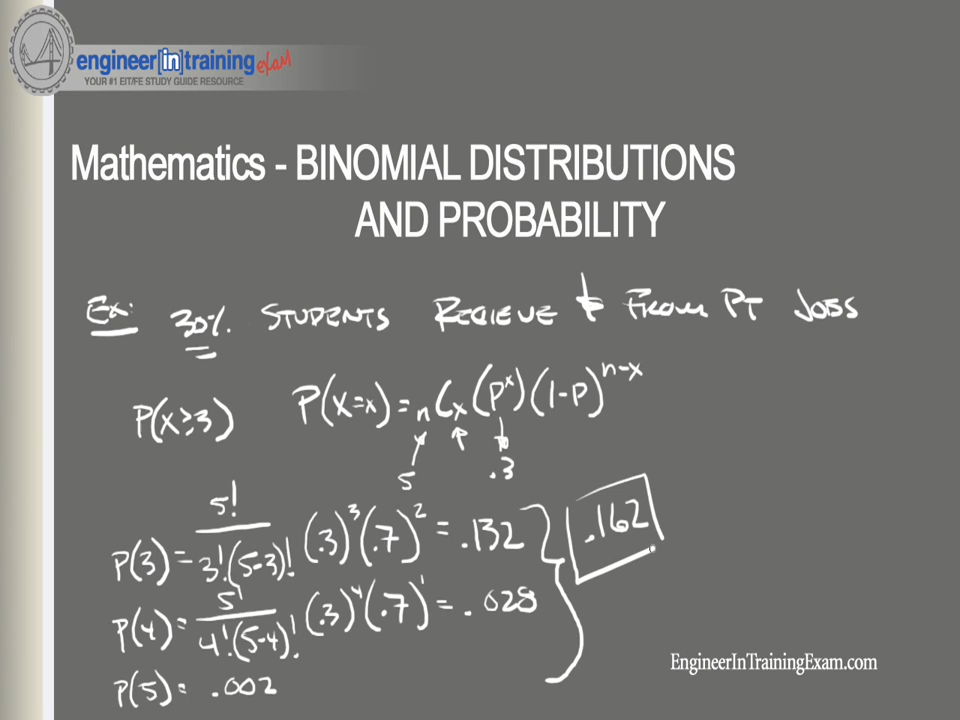 engineer[in]training exam
YOUR #1 EIT/FE STUDY GUIDE RESOURCE
Mathematics - BINOMIAL DISTRIBUTIONS
AND PROBABILITY
Ex: 30% STUDENTS RECIEVE $ FROM PT JOBS
P(x≥3) P(X=x) = nCx (p^x)(1-p)^(n-x)
5 .3
P(3) = 5!/(3!(5-3)!) (.3)^3 (.7)^2 = .132
.162
P(4) = 5!/(4!(5-4)!) (.3)^4 (.7)^1 = .028
P(5) = .002
EngineerInTrainingExam.com